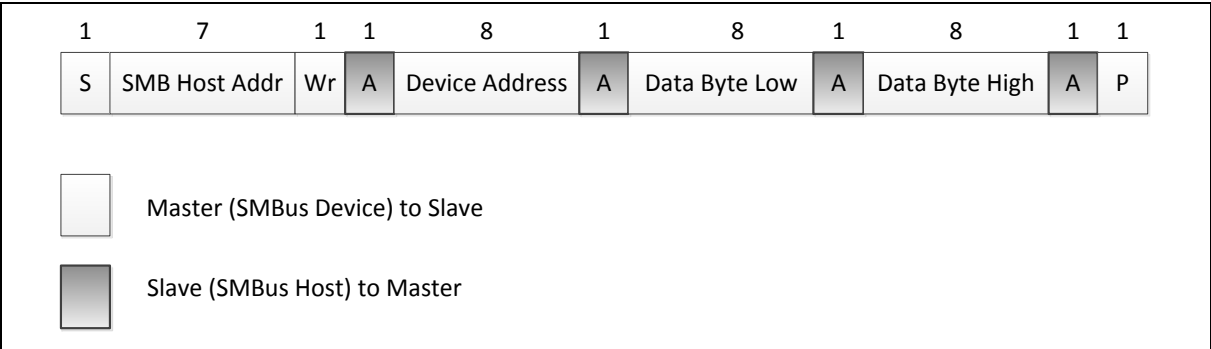 1 7 1 1 8 1 8 1 8 1 1
S SMB Host Addr Wr A Device Address A Data Byte Low A Data Byte High A P
Master (SMBus Device) to Slave
Slave (SMBus Host) to Master